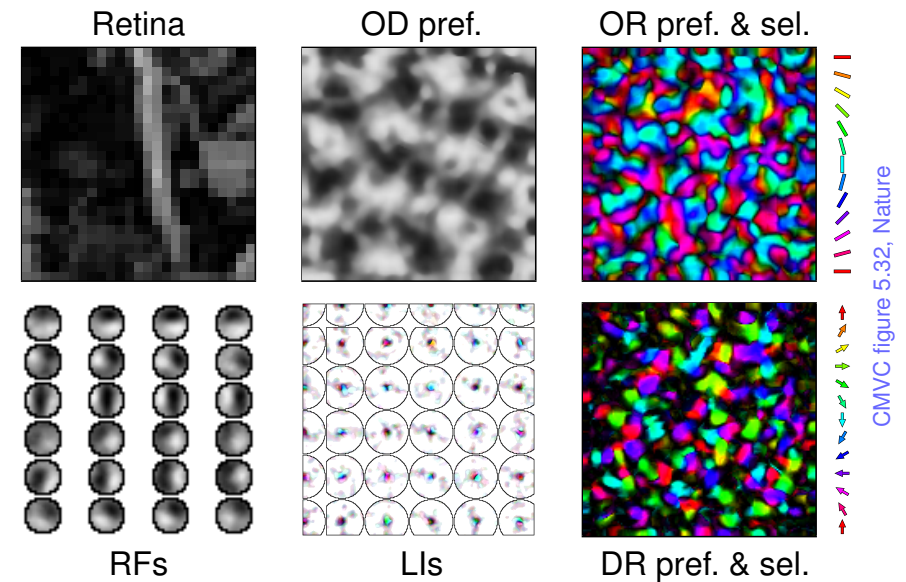 Retina
OD pref.
OR pref. & sel.
CMVC figure 5.32, Nature
RFs
LIs
DR pref. & sel.